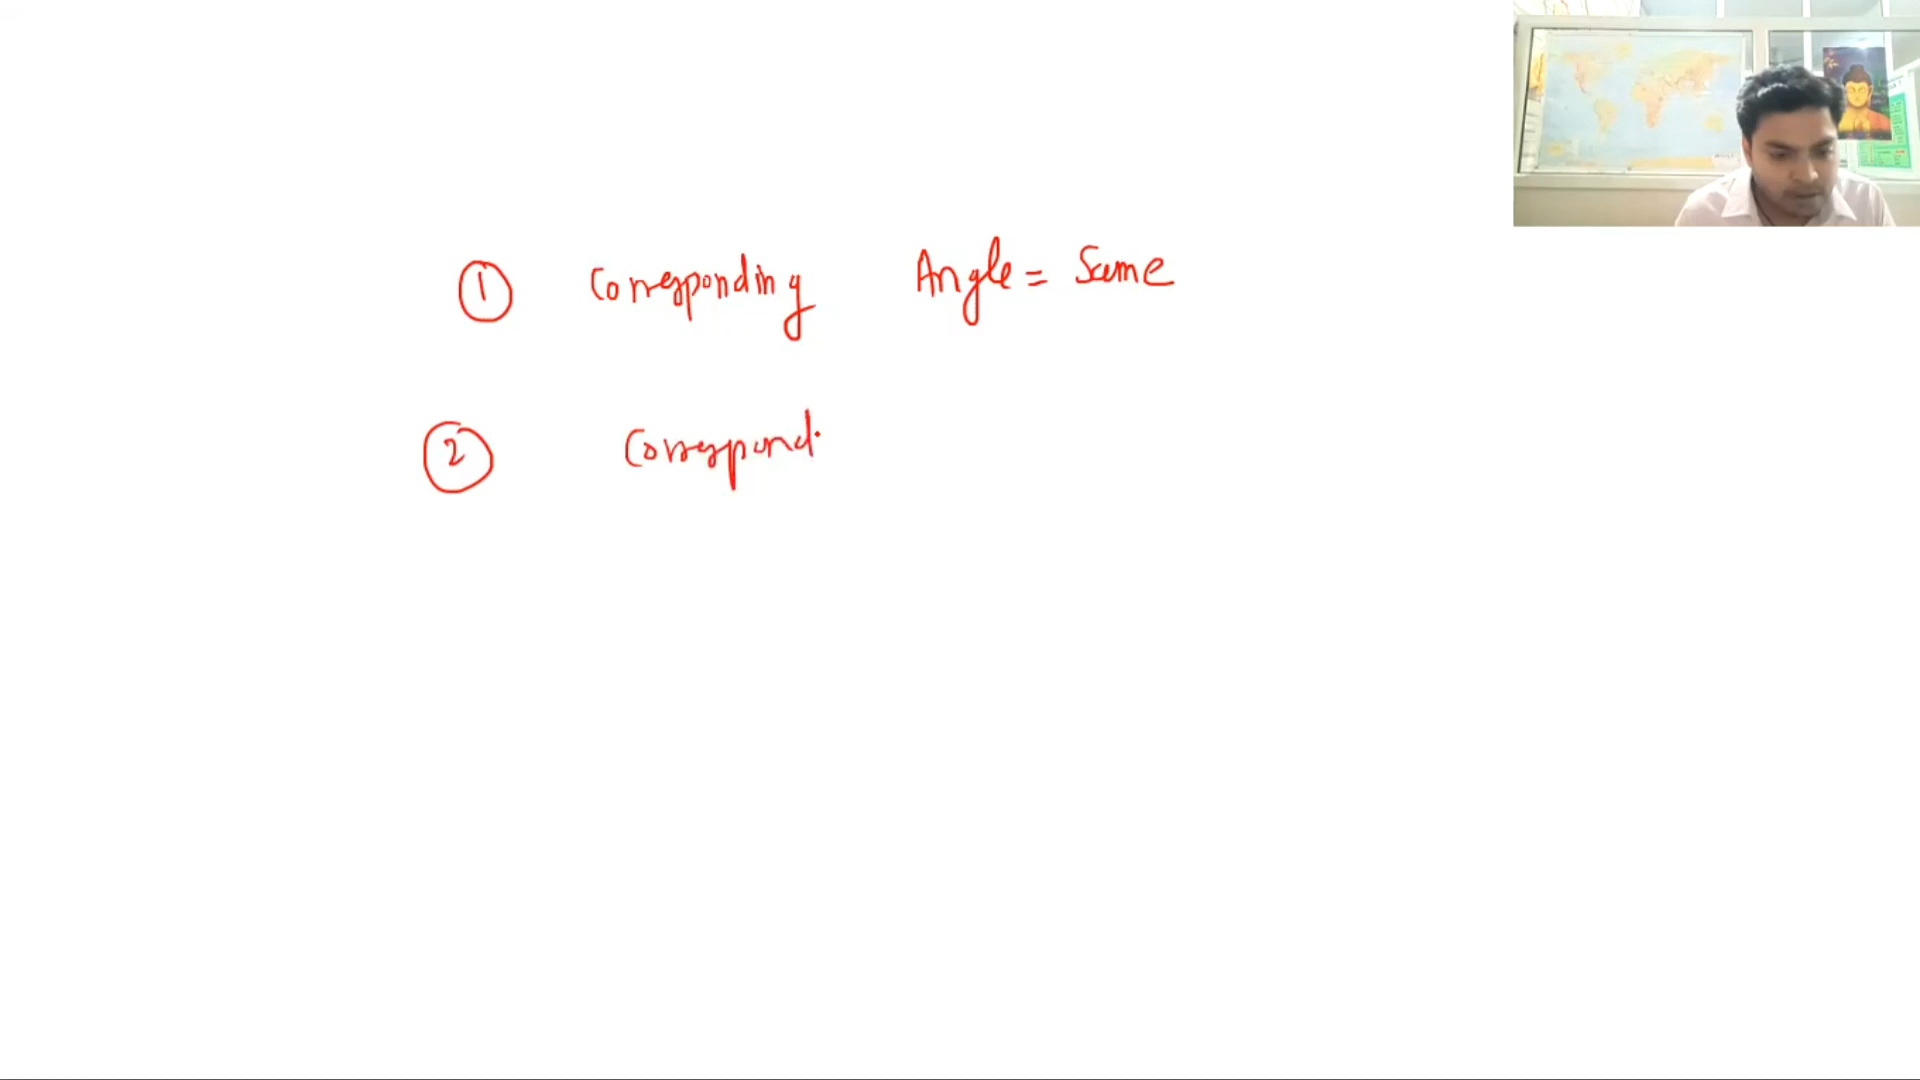 ① Corresponding Angle = Same
② Correspond